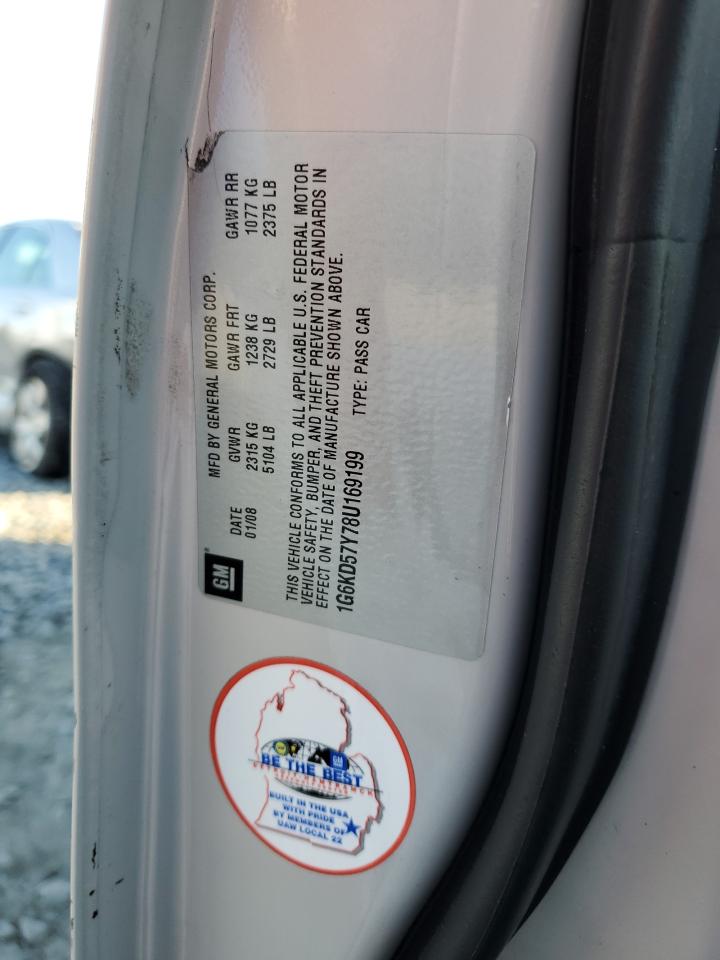 GM
MFD BY GENERAL MOTORS CORP.
DATE GVWR GAWR FRT GAWR RR
01/08 2315 KG 1238 KG 1077 KG
5104 LB 2729 LB 2375 LB
THIS VEHICLE CONFORMS TO ALL APPLICABLE U.S. FEDERAL MOTOR
VEHICLE SAFETY, BUMPER, AND THEFT PREVENTION STANDARDS IN
EFFECT ON THE DATE OF MANUFACTURE SHOWN ABOVE.
1G6KD57Y78U169199 TYPE: PASS CAR
BE THE BEST
DETROIT-HAMTRAMCK
BUILT IN THE USA
WITH PRIDE
BY MEMBERS OF
UAW LOCAL 22